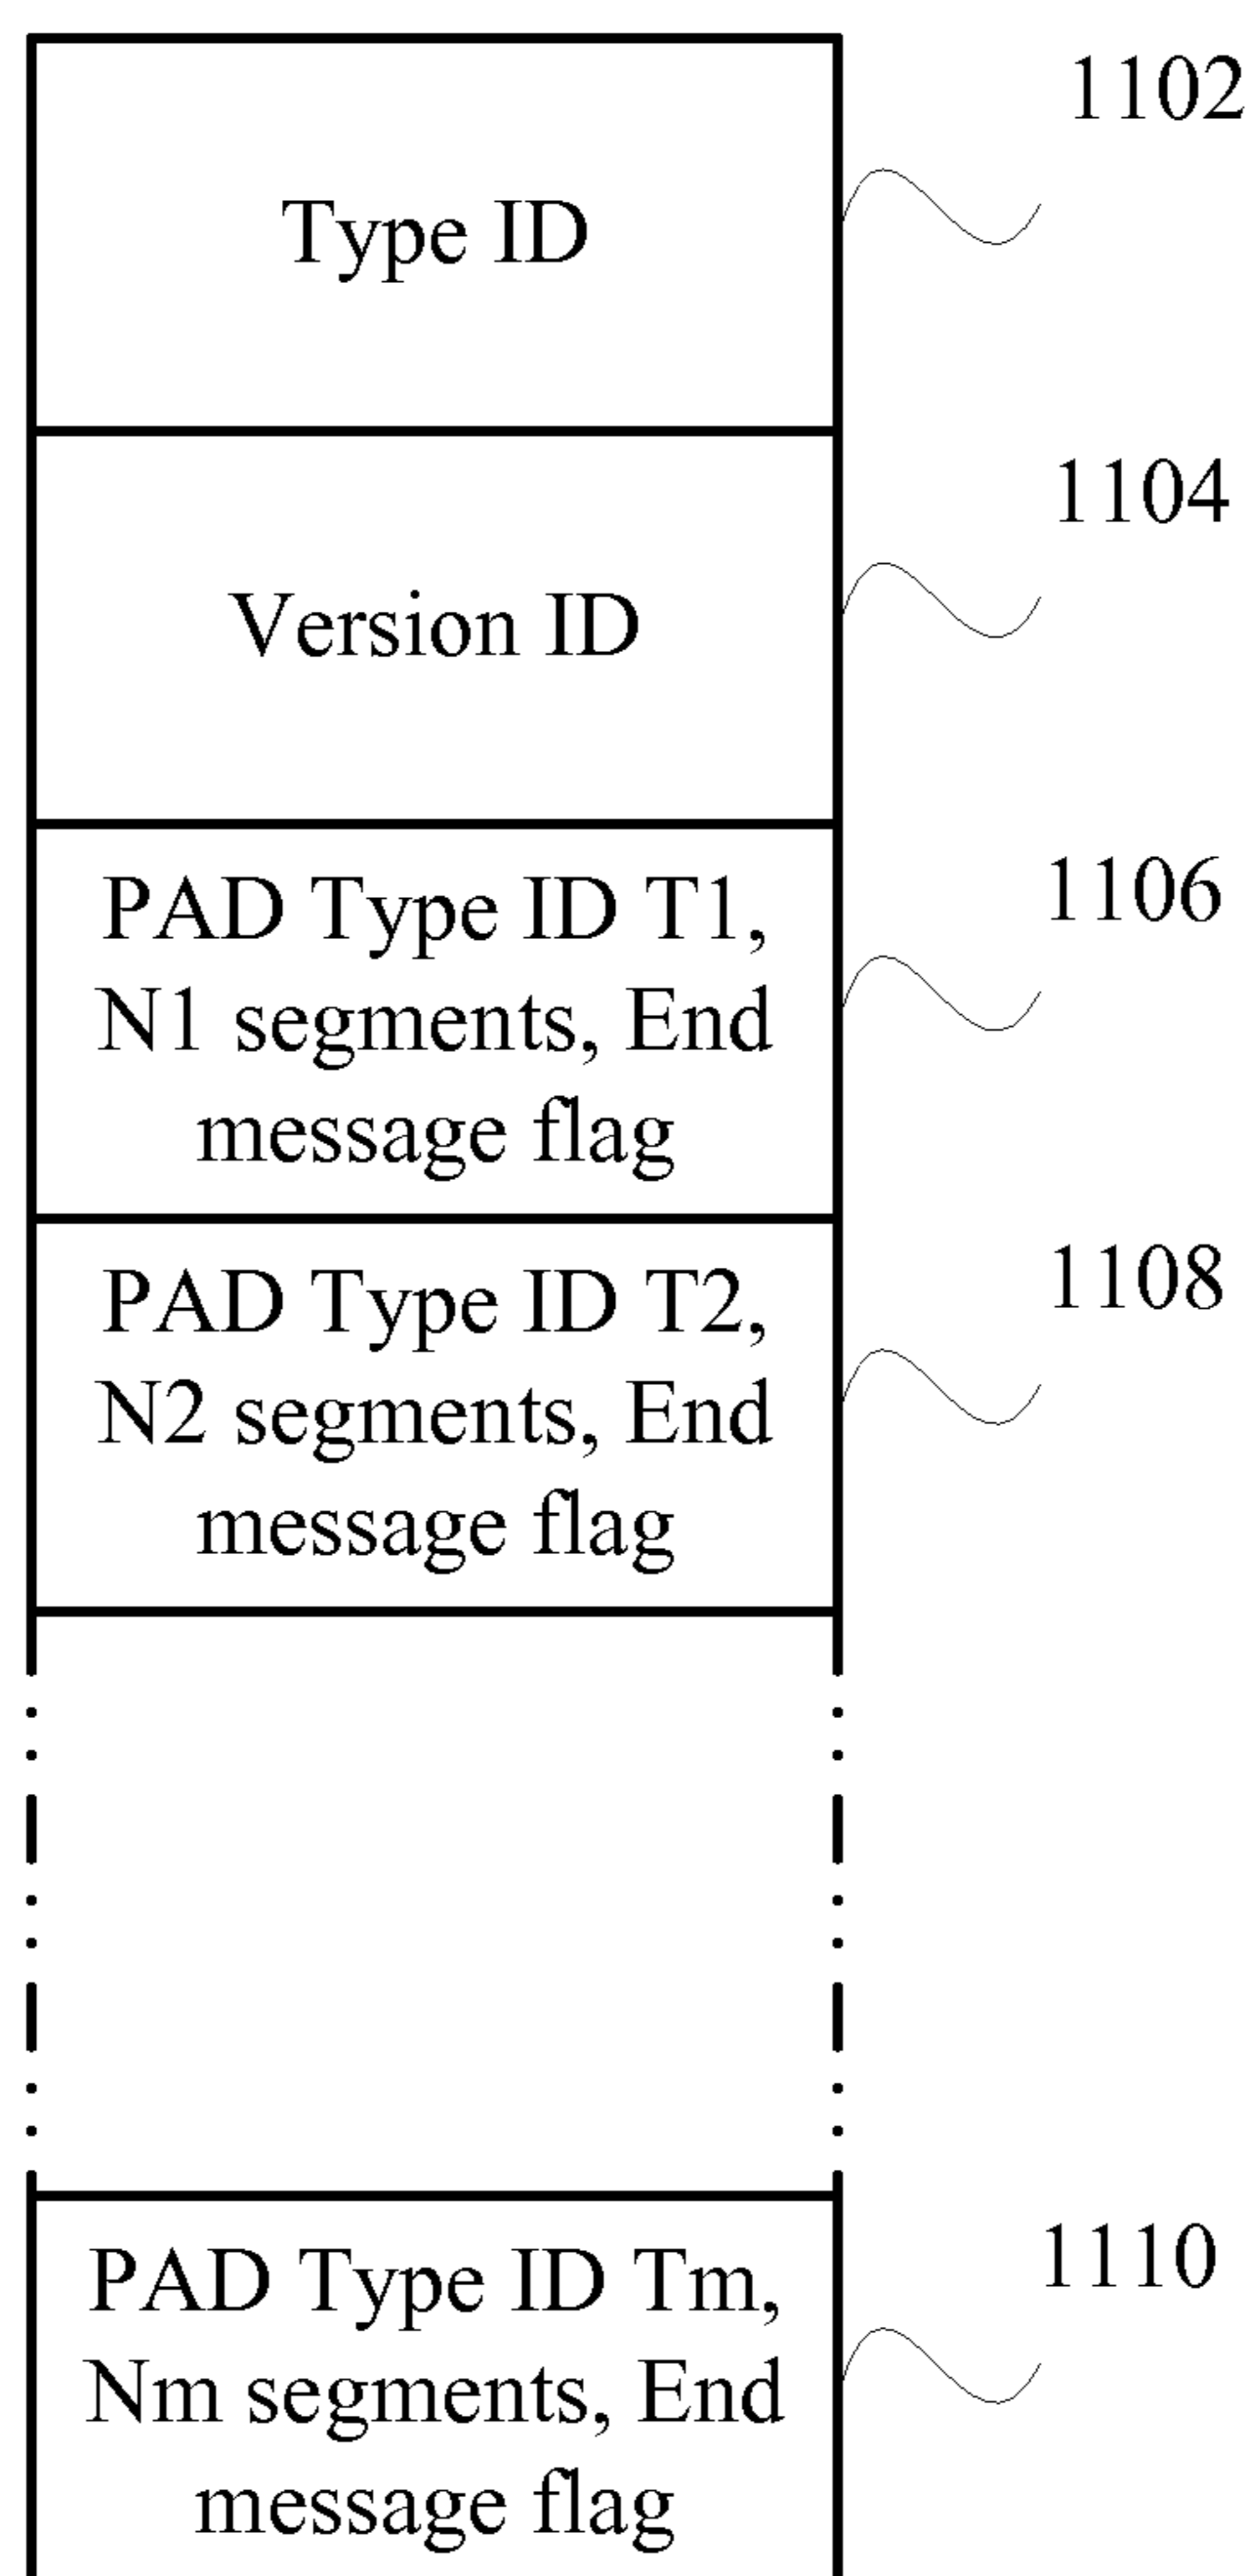 1102
Type ID
1104
Version ID
1106
PAD Type ID T1,
N1 segments, End
message flag
1108
PAD Type ID T2,
N2 segments, End
message flag
1110
PAD Type ID Tm,
Nm segments, End
message flag